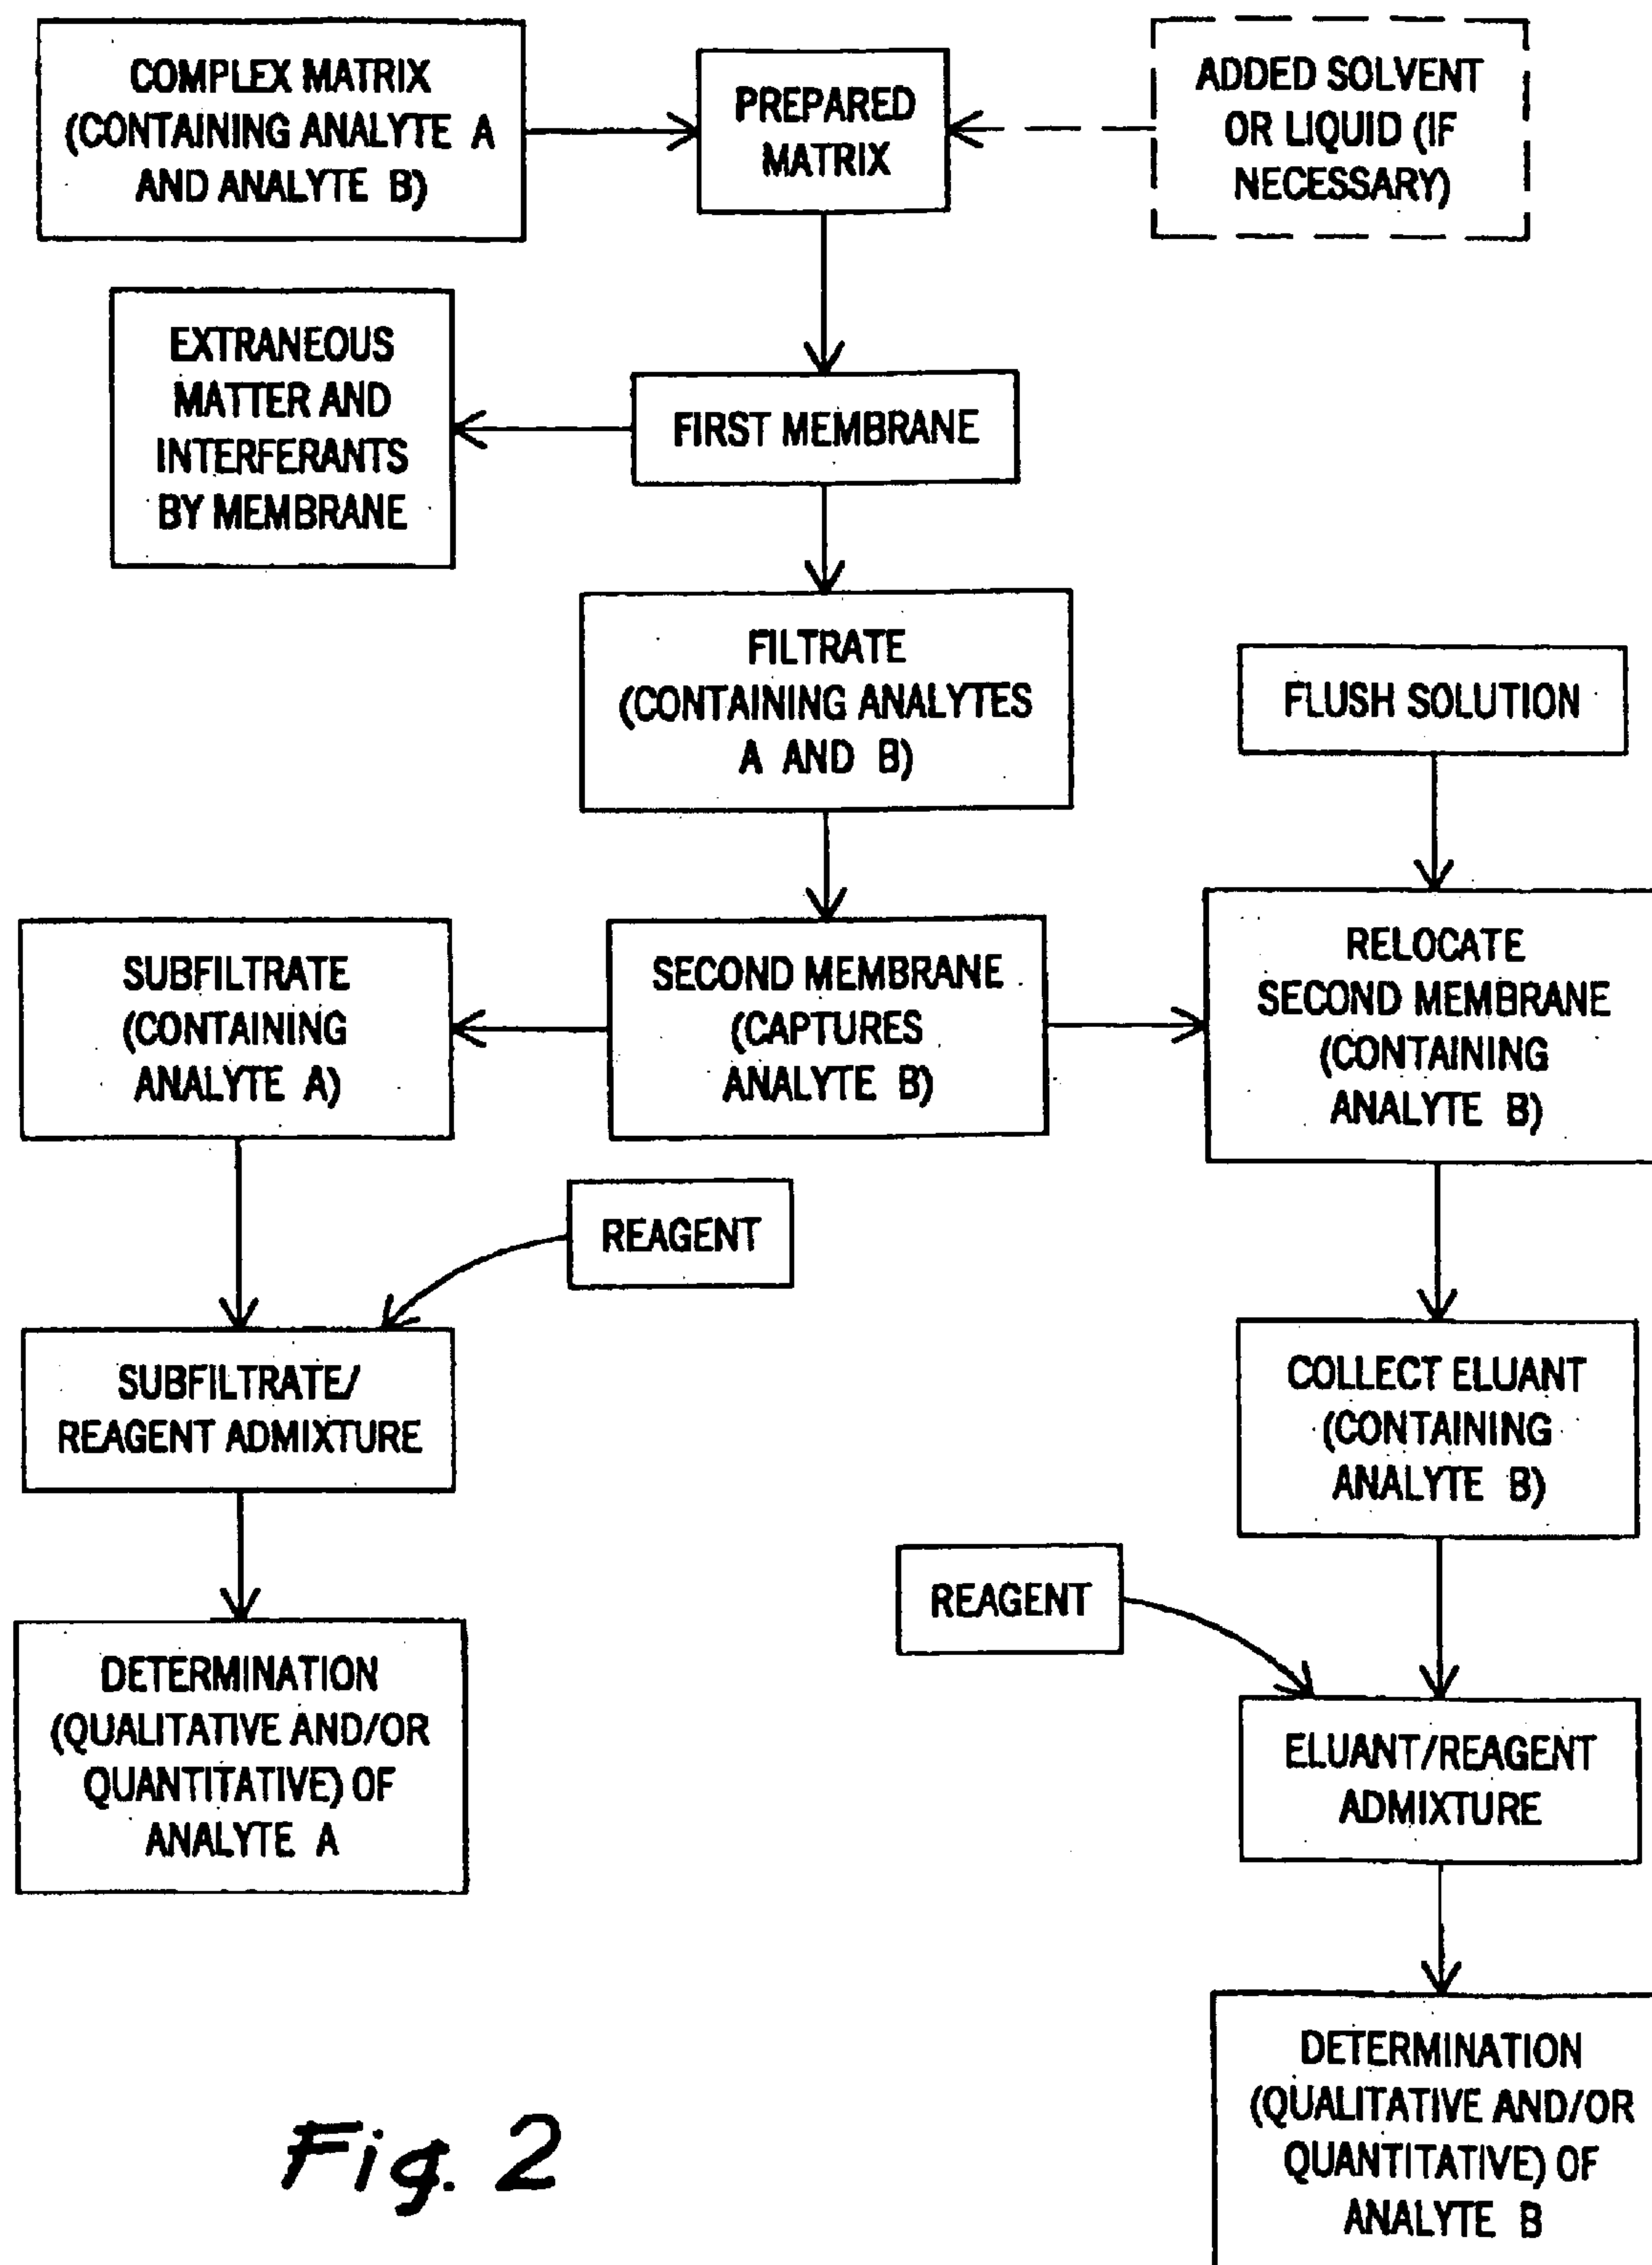 COMPLEX MATRIX
(CONTAINING ANALYTE A
AND ANALYTE B)
PREPARED
MATRIX
ADDED SOLVENT
OR LIQUID (IF
NECESSARY)
EXTRANEOUS
MATTER AND
INTERFERANTS
BY MEMBRANE
FIRST MEMBRANE
FILTRATE
(CONTAINING ANALYTES
A AND B)
FLUSH SOLUTION
SUBFILTRATE
(CONTAINING
ANALYTE A)
SECOND MEMBRANE
(CAPTURES
ANALYTE B)
RELOCATE
SECOND MEMBRANE
(CONTAINING
ANALYTE B)
REAGENT
SUBFILTRATE/
REAGENT ADMIXTURE
COLLECT ELUANT
(CONTAINING
ANALYTE B)
REAGENT
DETERMINATION
(QUALITATIVE AND/OR
QUANTITATIVE) OF
ANALYTE A
ELUANT/REAGENT
ADMIXTURE
DETERMINATION
(QUALITATIVE AND/OR
QUANTITATIVE) OF
ANALYTE B
Fig. 2